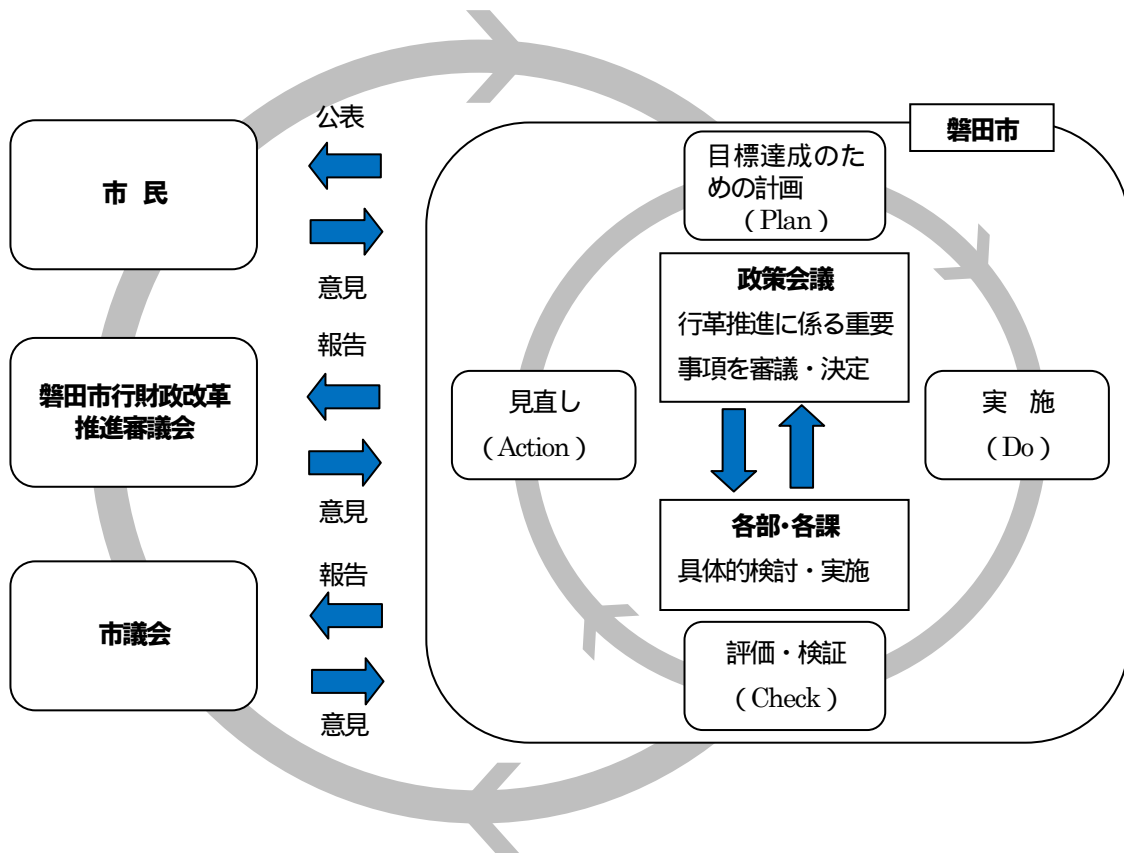 公表
市 民
意見
報告
磐田市行財政改革
推進審議会
意見
報告
市議会
意見
磐田市
目標達成のた
めの計画
（Plan）
政策会議
行革推進に係る重要
事項を審議・決定
見直し
（Action）
実 施
（Do）
各部・各課
具体的検討・実施
評価・検証
（Check）